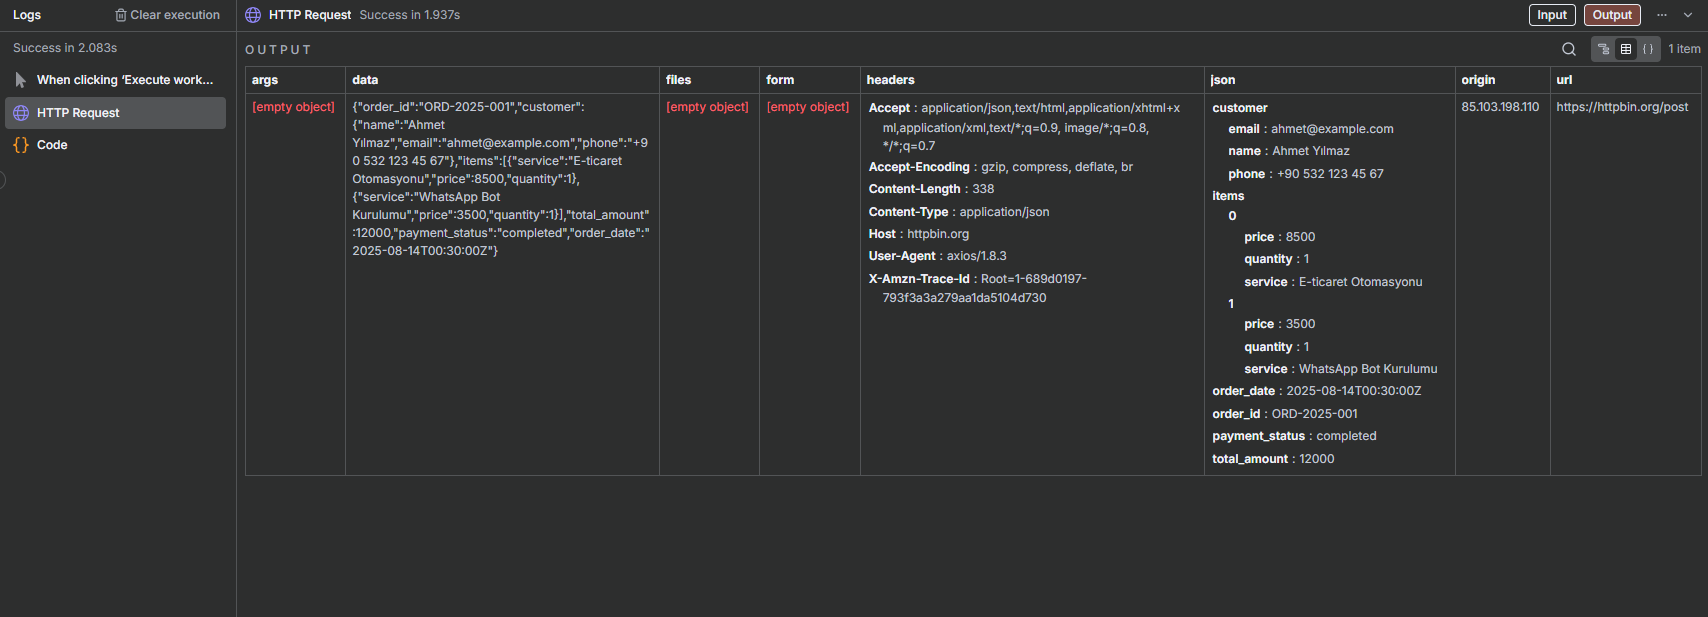 Logs
Clear execution
HTTP Request Success in 1.937s
Input
Output
Success in 2.083s
OUTPUT
1 item
When clicking ‘Execute work...
HTTP Request
Code
args
[empty object]
data
{"order_id":"ORD-2025-001","customer":
{"name":"Ahmet
Yılmaz","email":"ahmet@example.com","phone":"+9
0 532 123 45 67"},"items":[{"service":"E-ticaret
Otomasyonu","price":8500,"quantity":1},
{"service":"WhatsApp Bot
Kurulumu","price":3500,"quantity":1}],"total_amount"
:12000,"payment_status":"completed","order_date":"
2025-08-14T00:30:00Z"}
files
[empty object]
form
[empty object]
headers
Accept : application/json,text/html,application/xhtml+x
ml,application/xml,text/*;q=0.9, image/*;q=0.8,
*/*;q=0.7
Accept-Encoding : gzip, compress, deflate, br
Content-Length : 338
Content-Type : application/json
Host : httpbin.org
User-Agent : axios/1.8.3
X-Amzn-Trace-Id : Root=1-689d0197-
793f3a3a279aa1da5104d730
json
customer
email : ahmet@example.com
name : Ahmet Yılmaz
phone : +90 532 123 45 67
items
0
price : 8500
quantity : 1
service : E-ticaret Otomasyonu
1
price : 3500
quantity : 1
service : WhatsApp Bot Kurulumu
order_date : 2025-08-14T00:30:00Z
order_id : ORD-2025-001
payment_status : completed
total_amount : 12000
origin
85.103.198.110
url
https://httpbin.org/post